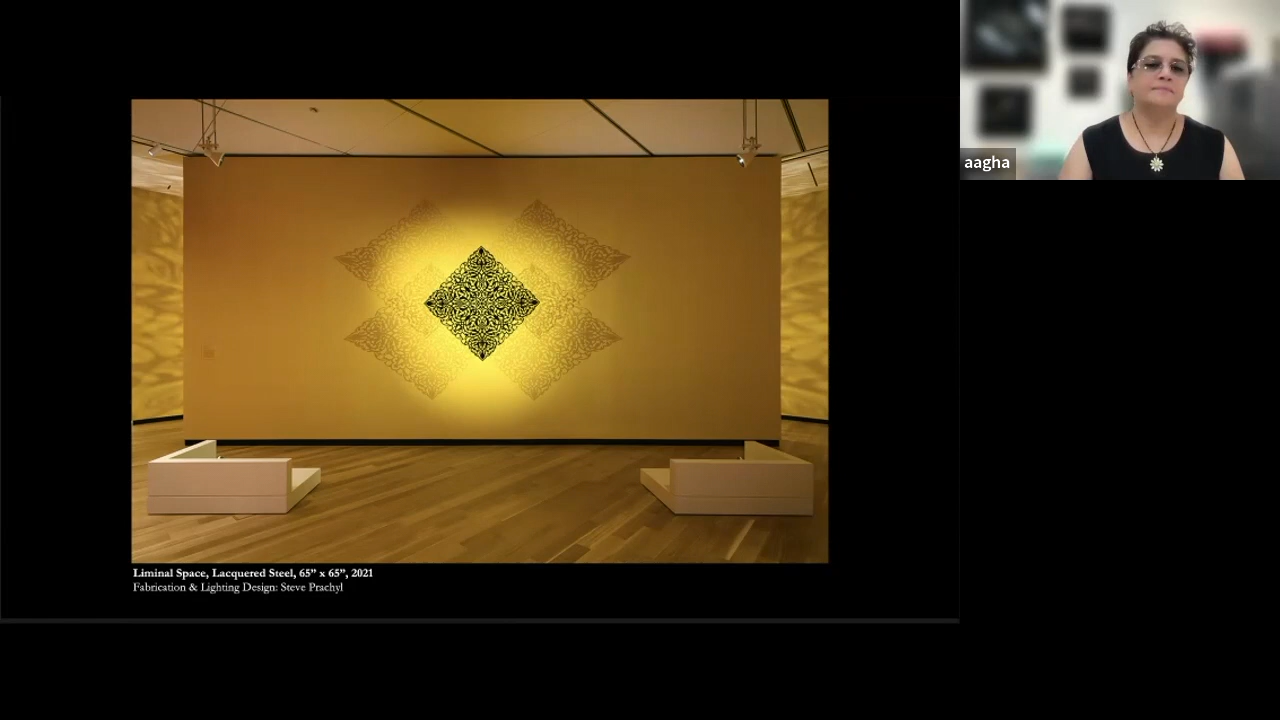 aagha
Liminal Space, Lacquered Steel, 65” x 65”, 2021
Fabrication & Lighting Design: Steve Prachyl